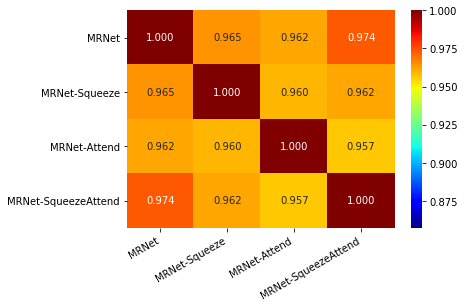 MRNet 1.000 0.965 0.962 0.974
MRNet-Squeeze 0.965 1.000 0.960 0.962
MRNet-Attend 0.962 0.960 1.000 0.957
MRNet-SqueezeAttend 0.974 0.962 0.957 1.000
MRNet
MRNet-Squeeze
MRNet-Attend
MRNet-SqueezeAttend
1.000
0.975
0.950
0.925
0.900
0.875